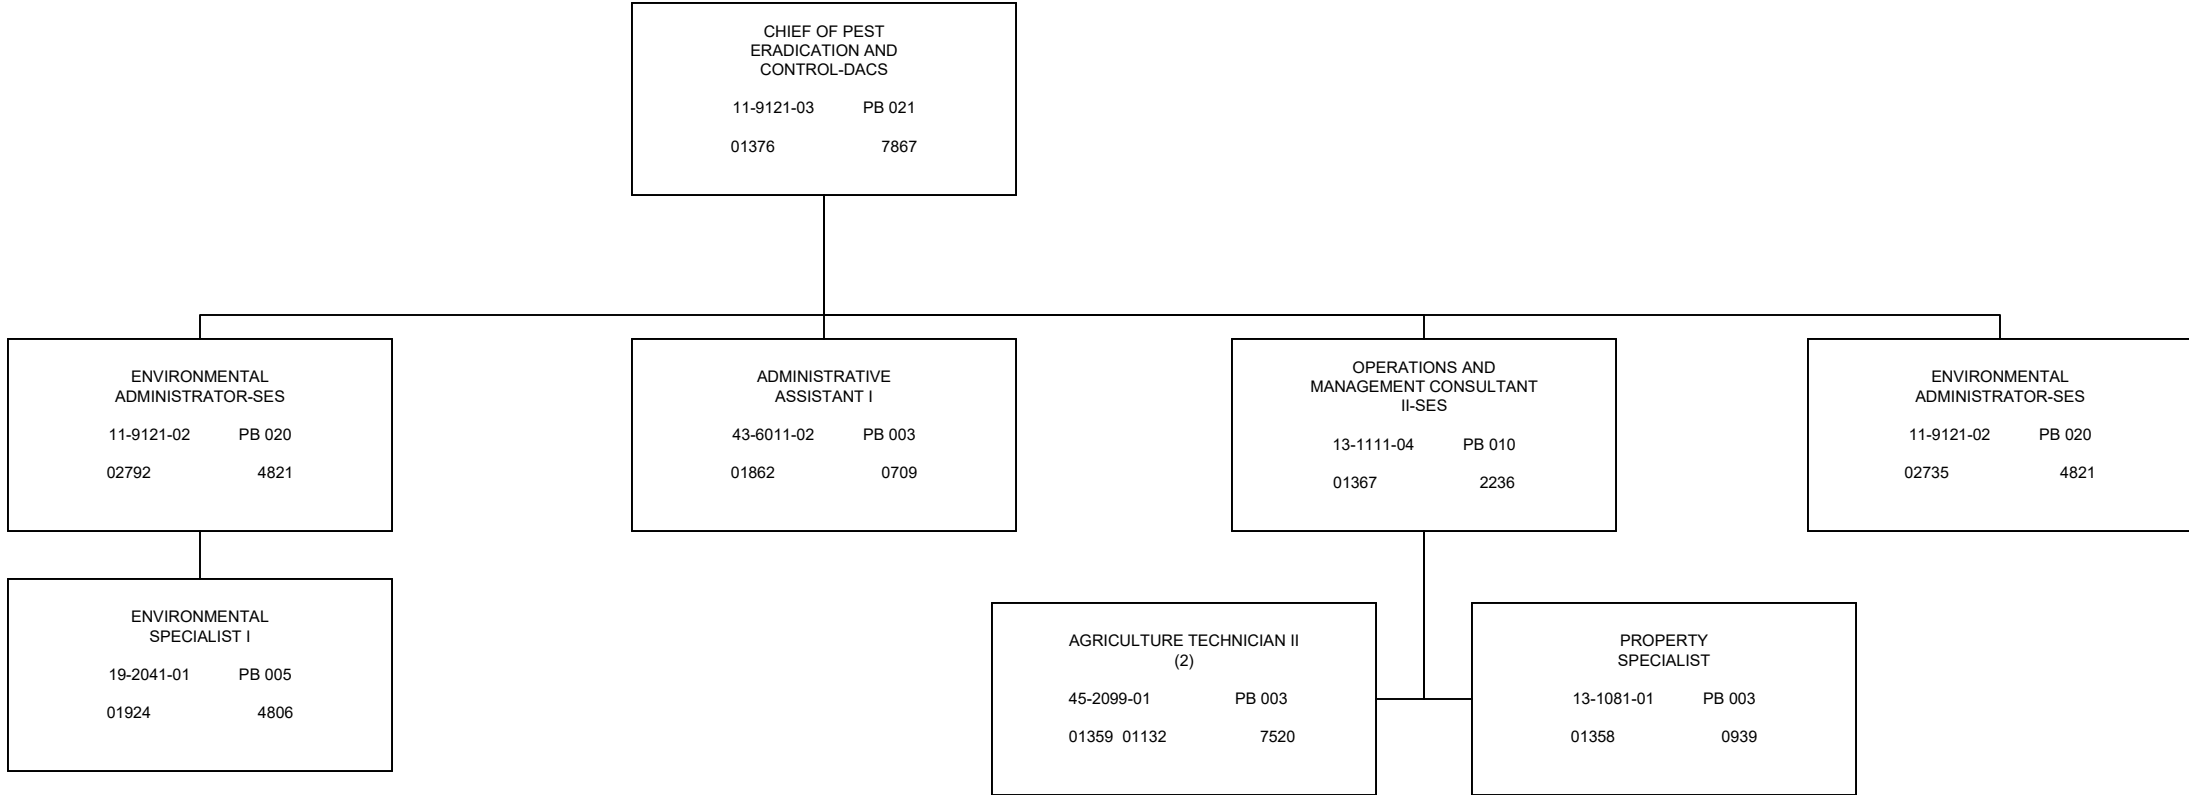 CHIEF OF PEST
ERADICATION AND
CONTROL-DACS
11-9121-03 PB 021
01376 7867
ENVIRONMENTAL
ADMINISTRATOR-SES
11-9121-02 PB 020
02792 4821
ADMINISTRATIVE
ASSISTANT I
43-6011-02 PB 003
01862 0709
OPERATIONS AND
MANAGEMENT CONSULTANT
II-SES
13-1111-04 PB 010
01367 2236
ENVIRONMENTAL
ADMINISTRATOR-SES
11-9121-02 PB 020
02735 4821
ENVIRONMENTAL
SPECIALIST I
19-2041-01 PB 005
01924 4806
AGRICULTURE TECHNICIAN II
(2)
45-2099-01 PB 003
01359 01132 7520
PROPERTY
SPECIALIST
13-1081-01 PB 003
01358 0939